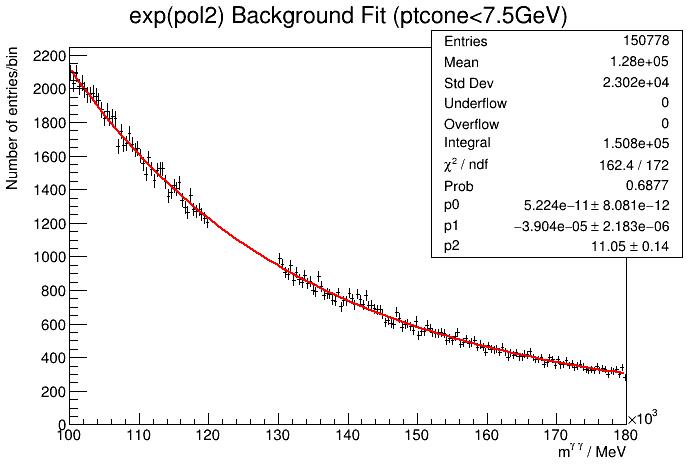 exp(pol2) Background Fit (ptcone<7.5GeV)
Number of entries/bin
Entries 150778
Mean 1.28e+05
Std Dev 2.302e+04
Underflow 0
Overflow 0
Integral 1.508e+05
χ² / ndf 162.4 / 172
Prob 0.6877
p0 5.224e−11 ± 8.081e−12
p1 −3.904e−05 ± 2.183e−06
p2 11.05 ± 0.14
2200
2000
1800
1600
1400
1200
1000
800
600
400
200
0
100 110 120 130 140 150 160 170 180
×10³
m^γγ / MeV